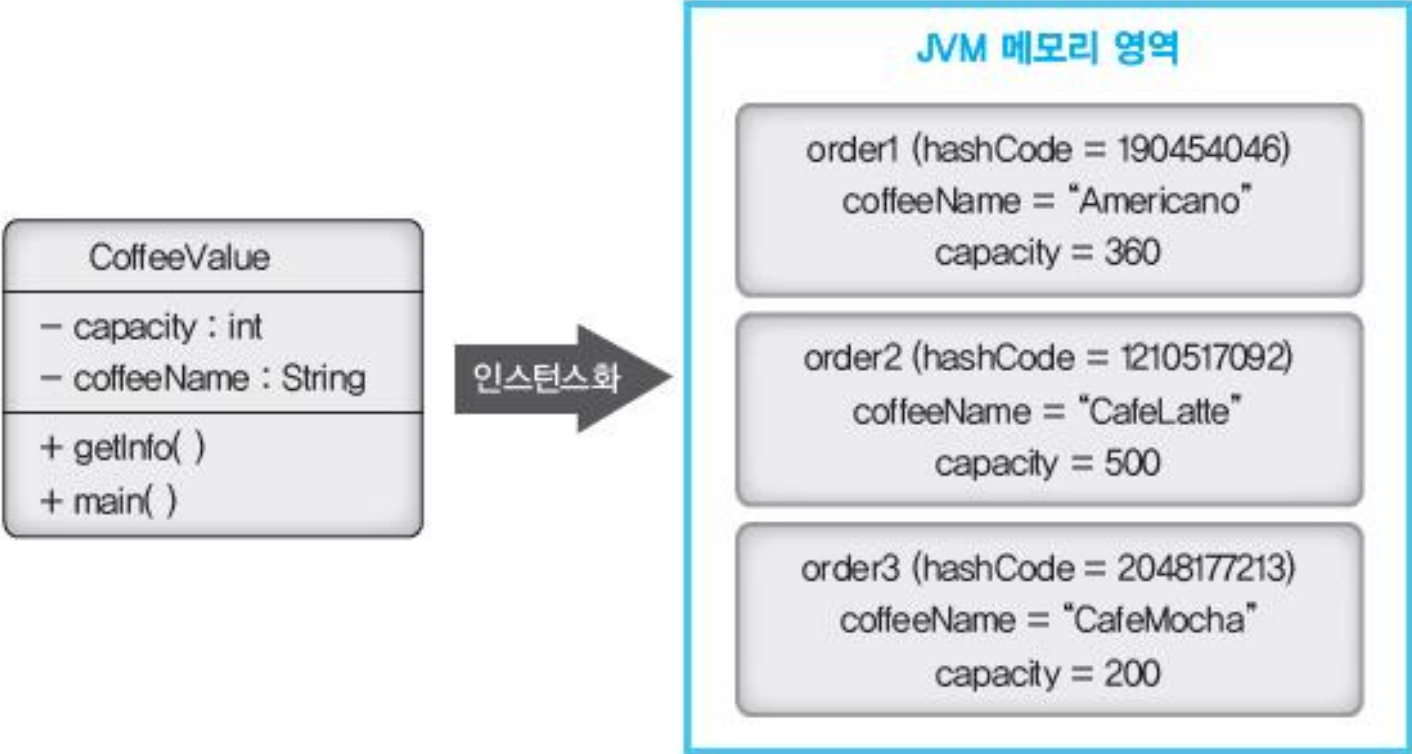 CoffeeValue
– capacity : int
– coffeeName : String
+ getInfo( )
+ main( )
인스턴스화
JVM 메모리 영역
order1 (hashCode = 190454046)
coffeeName = “Americano”
capacity = 360
order2 (hashCode = 1210517092)
coffeeName = “CafeLatte”
capacity = 500
order3 (hashCode = 2048177213)
coffeeName = “CafeMocha”
capacity = 200